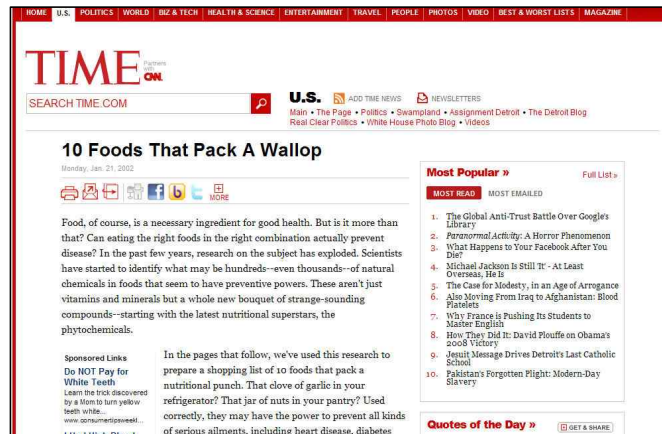 HOME U.S. POLITICS WORLD BIZ & TECH HEALTH & SCIENCE ENTERTAINMENT TRAVEL PEOPLE PHOTOS VIDEO BEST & WORST LISTS MAGAZINE
TIME
Partners
with
CNN
SEARCH TIME.COM
U.S. ADD TIME NEWS NEWSLETTERS
Main • The Page • Politics • Swampland • Assignment Detroit • The Detroit Blog
Real Clear Politics • White House Photo Blog • Videos
10 Foods That Pack A Wallop
Monday, Jan. 21, 2002
MORE
Food, of course, is a necessary ingredient for good health. But is it more than
that? Can eating the right foods in the right combination actually prevent
disease? In the past few years, research on the subject has exploded. Scientists
have started to identify what may be hundreds--even thousands--of natural
chemicals in foods that seem to have preventive powers. These aren't just
vitamins and minerals but a whole new bouquet of strange-sounding
compounds--starting with the latest nutritional superstars, the
phytochemicals.
Sponsored Links
Do NOT Pay for
White Teeth
Learn the trick discovered
by a Mom to turn yellow
teeth white...
www.consumertipsweekl...
In the pages that follow, we've used this research to
prepare a shopping list of 10 foods that pack a
nutritional punch. That clove of garlic in your
refrigerator? That jar of nuts in your pantry? Used
correctly, they may have the power to prevent all kinds
of serious ailments, including heart disease, diabetes
Most Popular » Full List »
MOST READ MOST EMAILED
1. The Global Anti-Trust Battle Over Google's
Library
2. Paranormal Activity: A Horror Phenomenon
3. What Happens to Your Facebook After You
Die?
4. Michael Jackson Is Still 'It' - At Least
Overseas, He Is
5. The Case for Modesty, in an Age of Arrogance
6. Also Moving From Iraq to Afghanistan: Blood
Platelets
7. Why France is Pushing Its Students to
Master English
8. How They Did It: David Plouffe on Obama's
2008 Victory
9. Jesuit Message Drives Detroit's Last Catholic
School
10. Pakistan's Forgotten Plight: Modern-Day
Slavery
Quotes of the Day » GET & SHARE